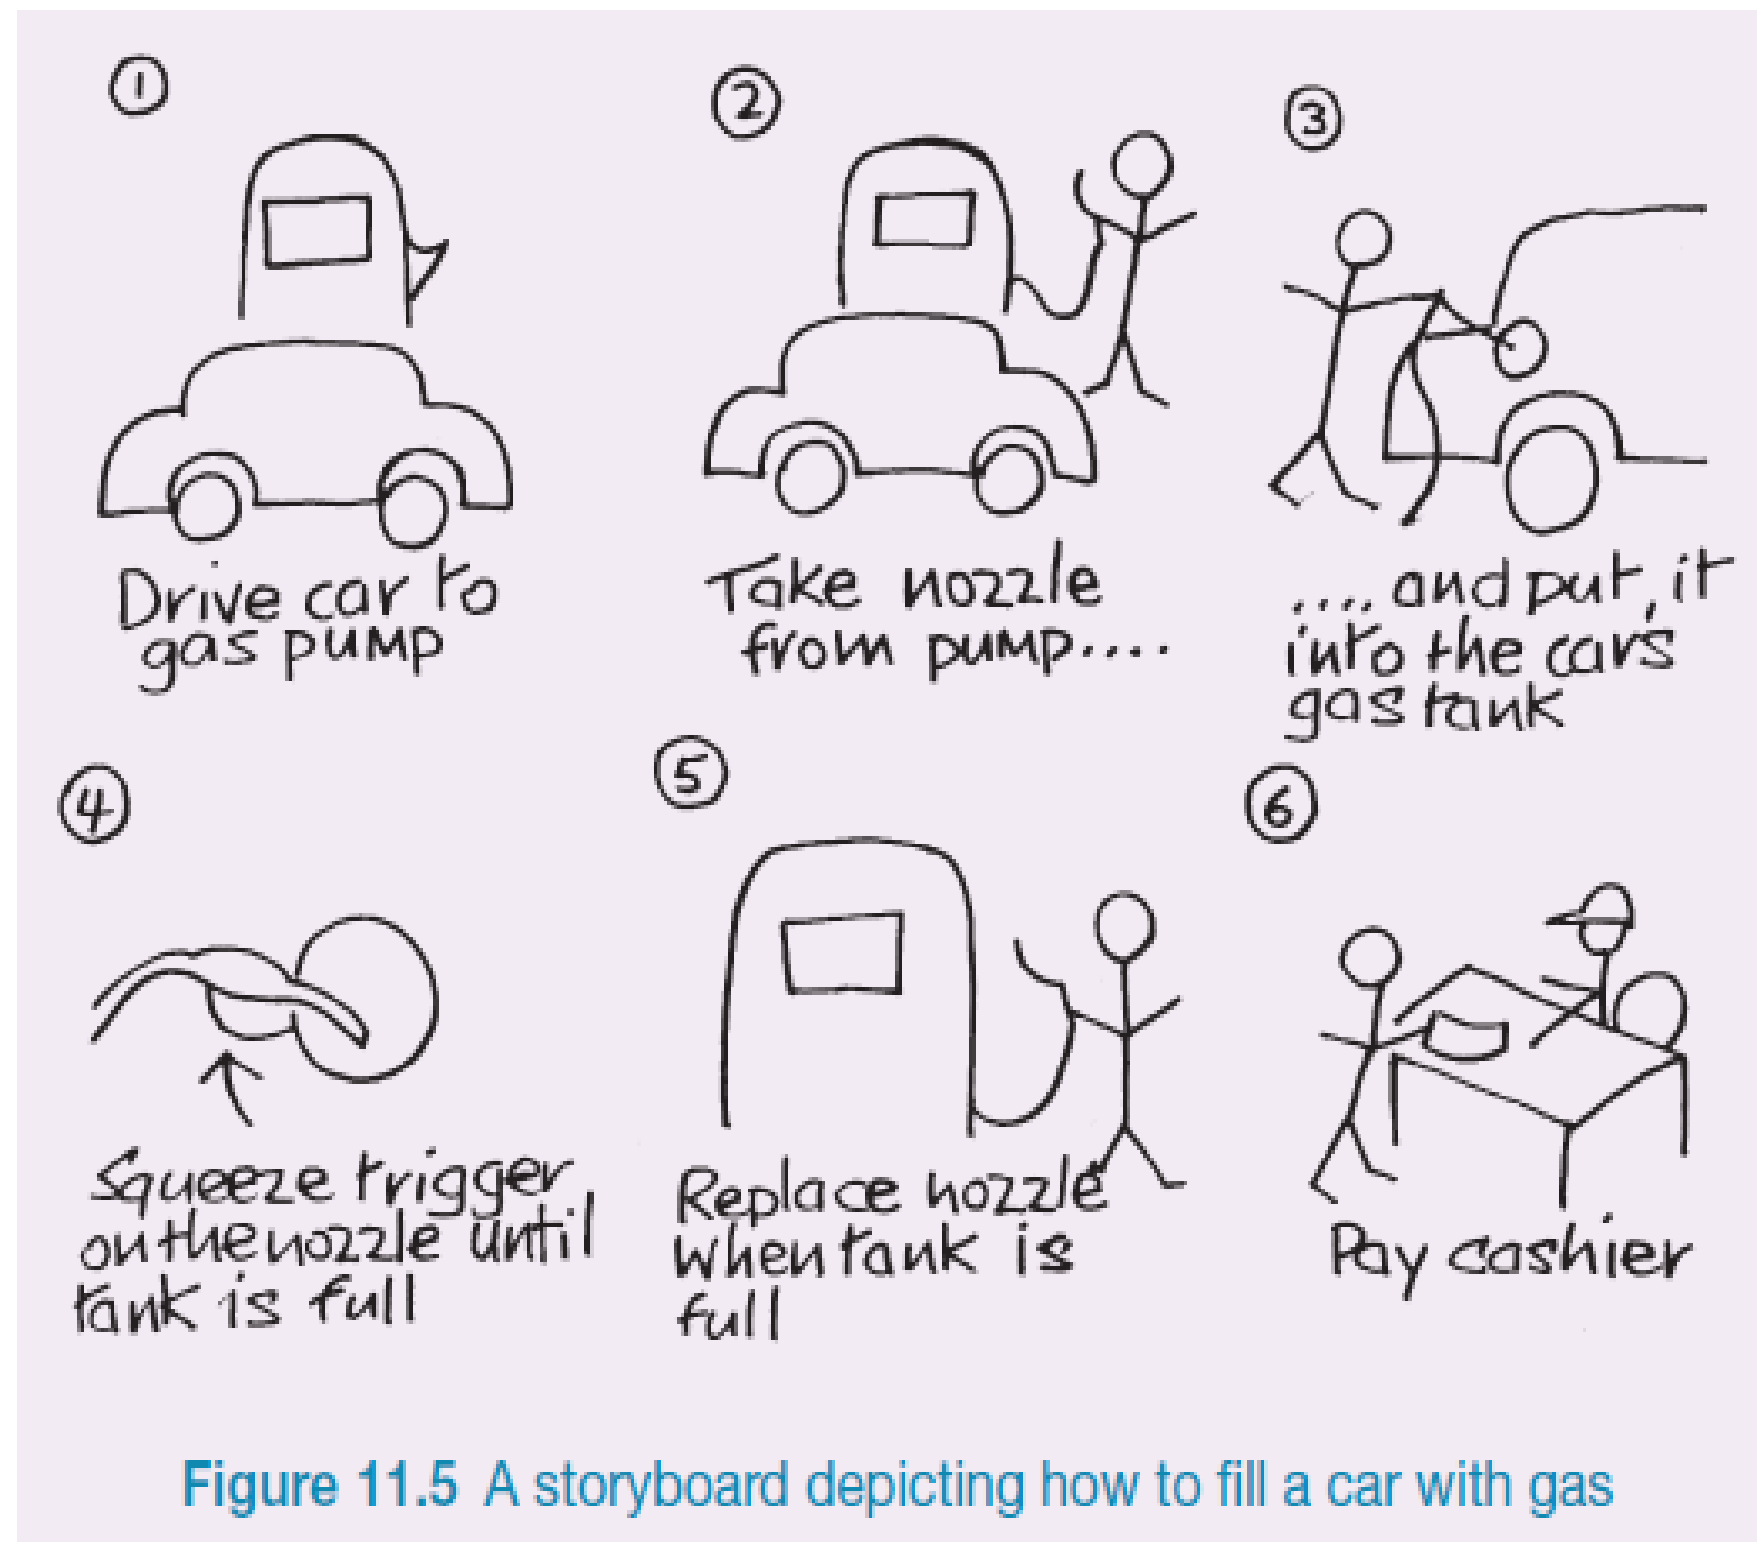 ①
Drive car to
gas pump
②
Take nozzle
from pump....
③
.... and put it
into the car's
gas tank
④
Squeeze trigger
on the nozzle until
tank is full
⑤
Replace nozzle
when tank is
full
⑥
Pay cashier
Figure 11.5 A storyboard depicting how to fill a car with gas